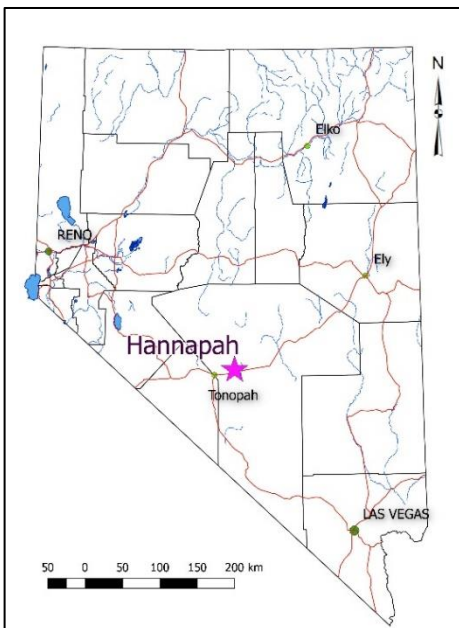 N
Elko
RENO
Ely
Hannapah
Tonopah
LAS VEGAS
50 0 50 100 150 200 km